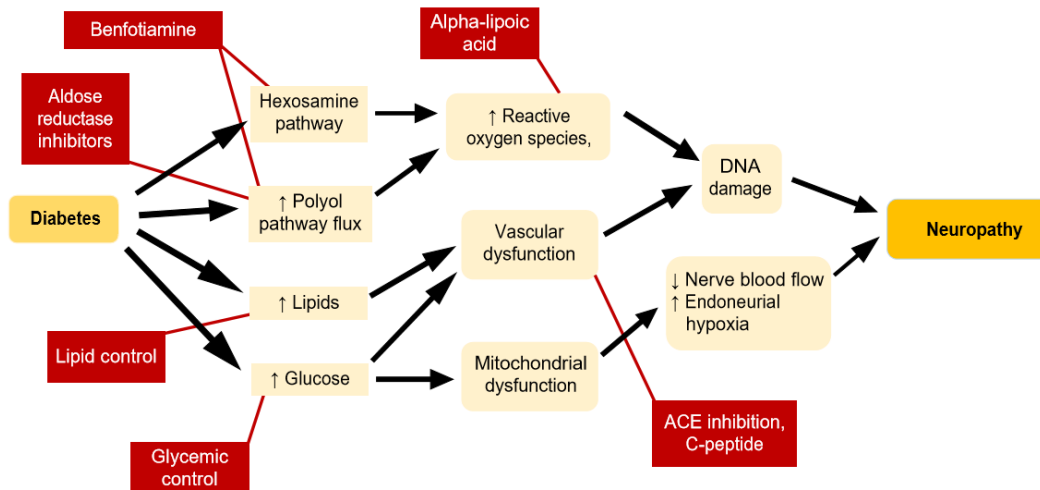 Benfotiamine
Alpha-lipoic
acid
Aldose
reductase
inhibitors
Hexosamine
pathway
↑ Reactive
oxygen species,
DNA
damage
Diabetes
↑ Polyol
pathway flux
Vascular
dysfunction
Neuropathy
↓ Nerve blood flow
↑ Endoneurial
hypoxia
↑ Lipids
Lipid control
↑ Glucose
Mitochondrial
dysfunction
ACE inhibition,
C-peptide
Glycemic
control